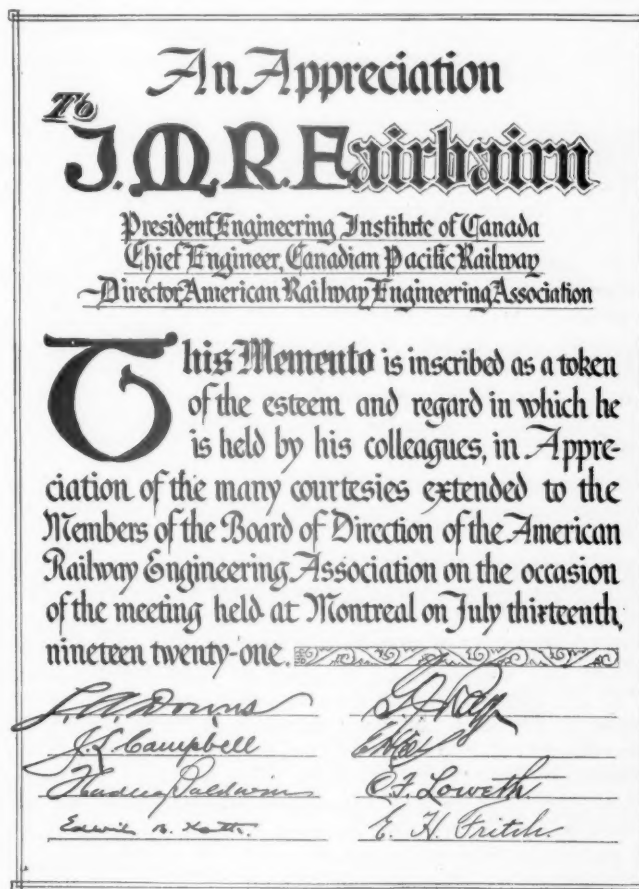 An Appreciation
To
J.M.R. Fairbairn
President Engineering Institute of Canada
Chief Engineer, Canadian Pacific Railway
~Director, American Railway Engineering Association
This Memento is inscribed as a token
of the esteem and regard in which he
is held by his colleagues, in Appre-
ciation of the many courtesies extended to the
Members of the Board of Direction of the American
Railway Engineering Association on the occasion
of the meeting held at Montreal on July thirteenth,
nineteen twenty-one.
L.A. Downs
J.L. Campbell
Baldwin
C.F. Loweth
E. H. Fritch.